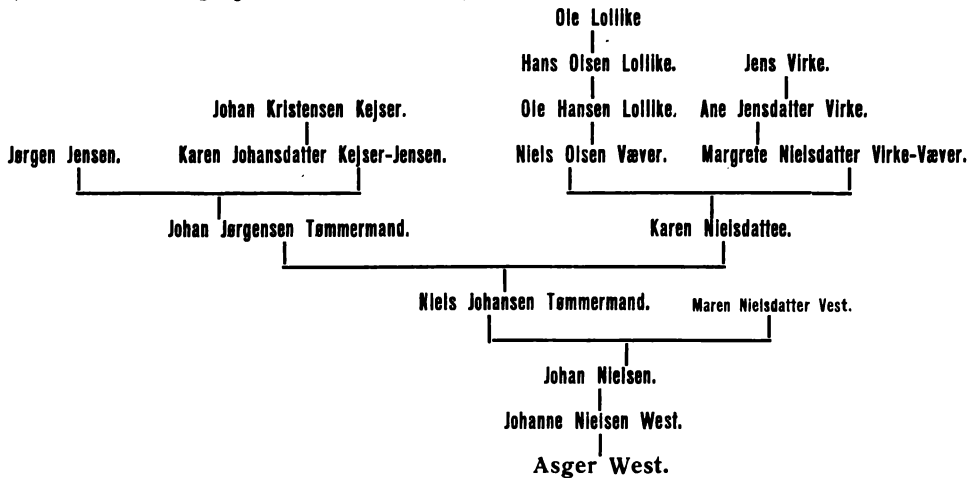 Ole Lollike
Hans Olsen Lollike. Jens Virke.
Johan Kristensen Kejser. Ole Hansen Lollike. Ane Jensdatter Virke.
Jørgen Jensen. Karen Johansdatter Kejser-Jensen. Niels Olsen Væver. Margrete Nielsdatter Virke-Væver.
Johan Jørgensen Tømmermand. Karen Nielsdattee.
Niels Johansen Tømmermand. Maren Nielsdatter Vest.
Johan Nielsen.
Johanne Nielsen West.
Asger West.